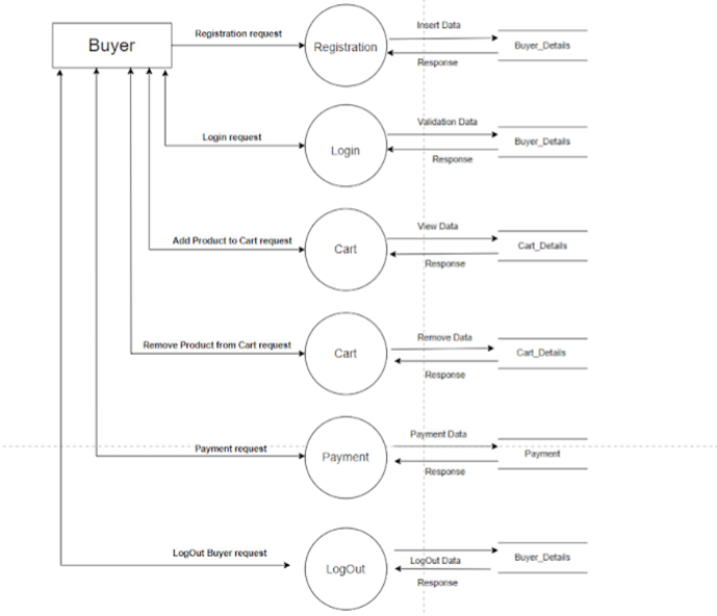 Buyer
Registration request
Registration
Insert Data
Response
Buyer_Details
Login request
Login
Validation Data
Response
Buyer_Details
Add Product to Cart request
Cart
View Data
Response
Cart_Details
Remove Product from Cart request
Cart
Remove Data
Response
Cart_Details
Payment request
Payment
Payment Data
Response
Payment
LogOut Buyer request
LogOut
LogOut Data
Response
Buyer_Details